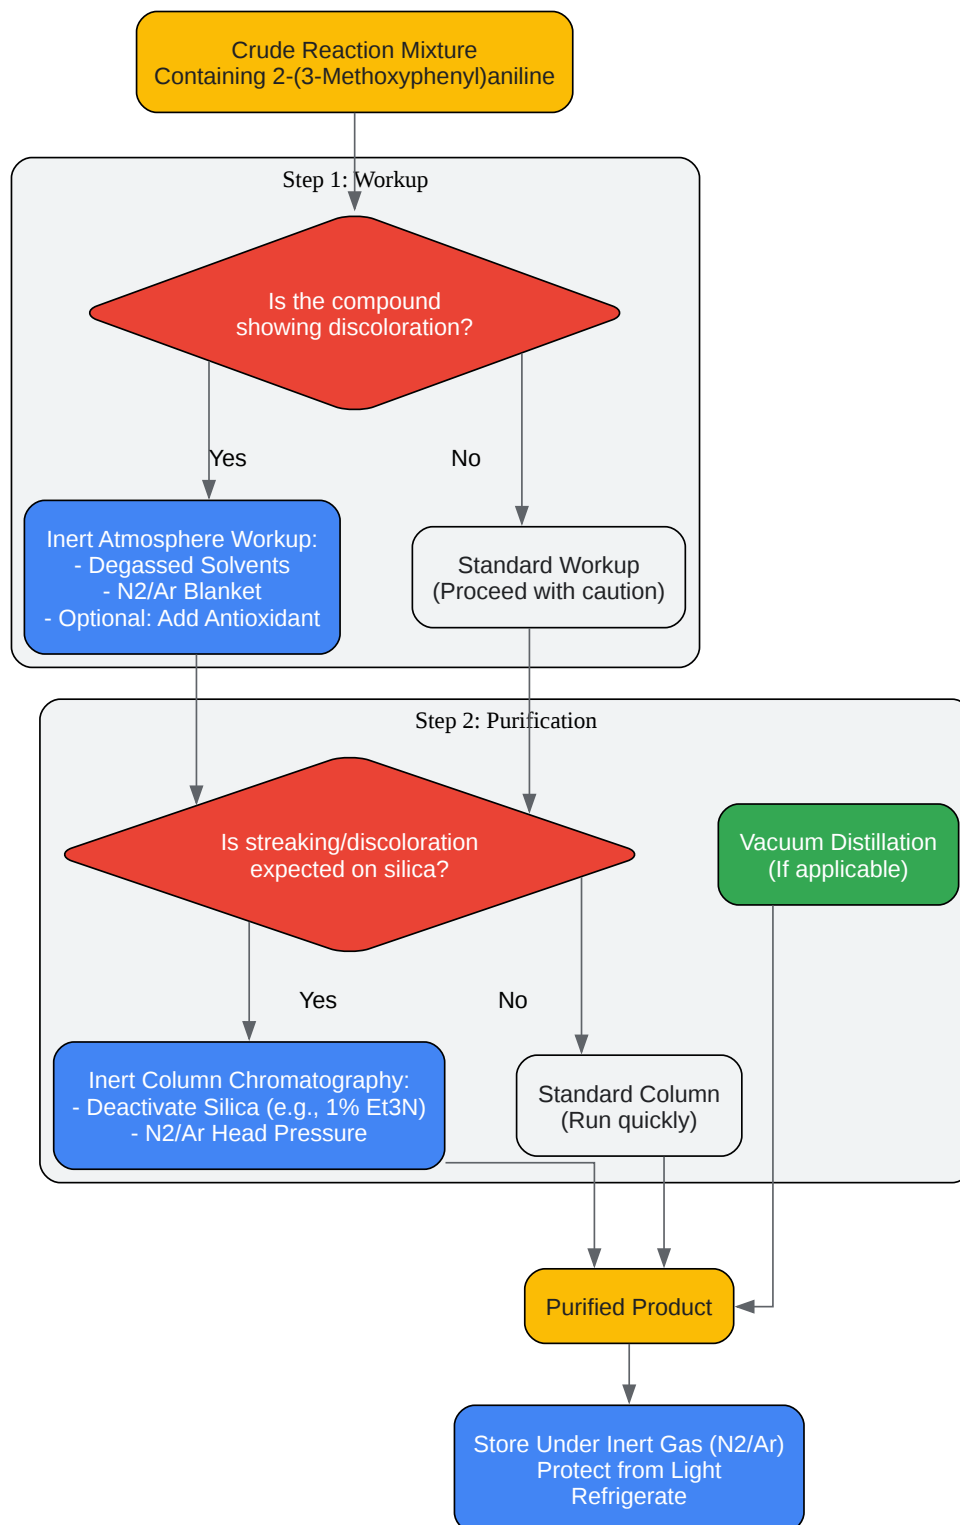 Crude Reaction Mixture
Containing 2-(3-Methoxyphenyl)aniline
Step 1: Workup
Is the compound
showing discoloration?
Yes
No
Inert Atmosphere Workup:
- Degassed Solvents
- N2/Ar Blanket
- Optional: Add Antioxidant
Standard Workup
(Proceed with caution)
Step 2: Purification
Is streaking/discoloration
expected on silica?
Vacuum Distillation
(If applicable)
Yes
No
Inert Column Chromatography:
- Deactivate Silica (e.g., 1% Et3N)
- N2/Ar Head Pressure
Standard Column
(Run quickly)
Purified Product
Store Under Inert Gas (N2/Ar)
Protect from Light
Refrigerate